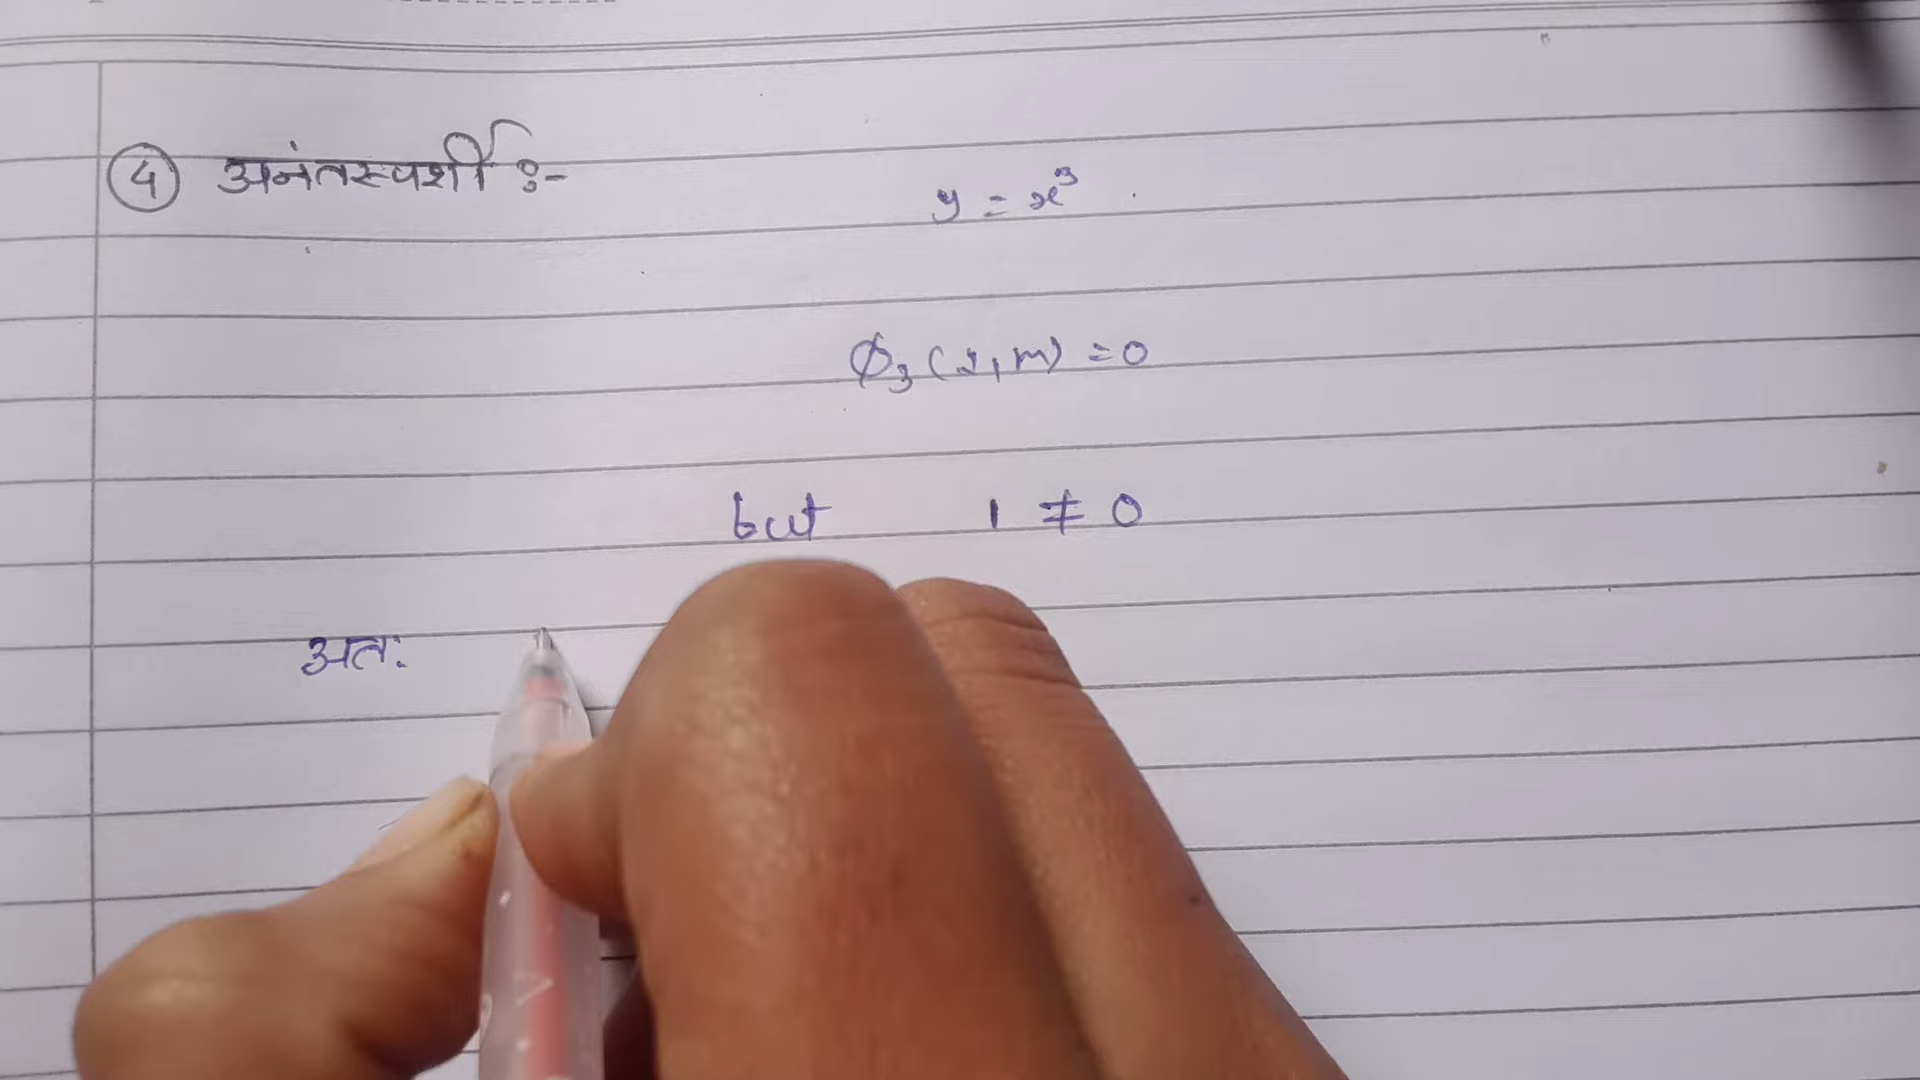 ④ अनंतस्पर्शी :-
y = x³
ϕ₃(1,m) = 0
but 1 ≠ 0
अतः